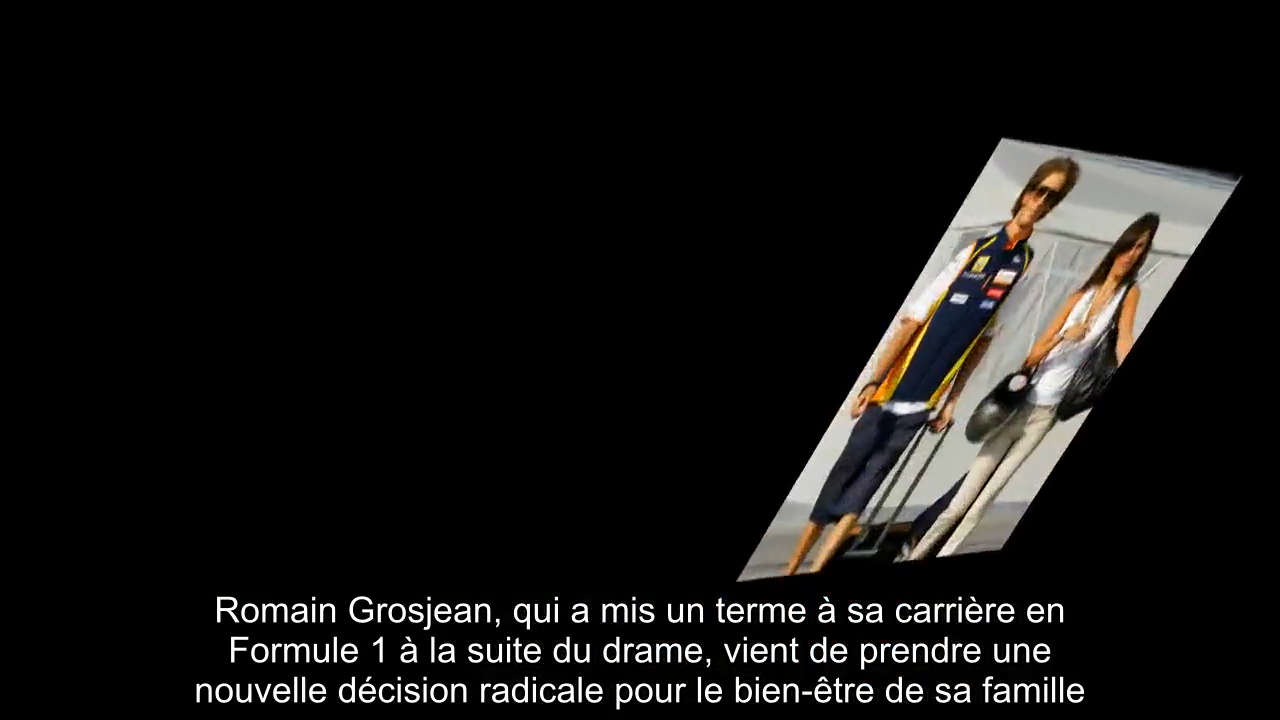 Romain Grosjean, qui a mis un terme à sa carrière en
Formule 1 à la suite du drame, vient de prendre une
nouvelle décision radicale pour le bien-être de sa famille